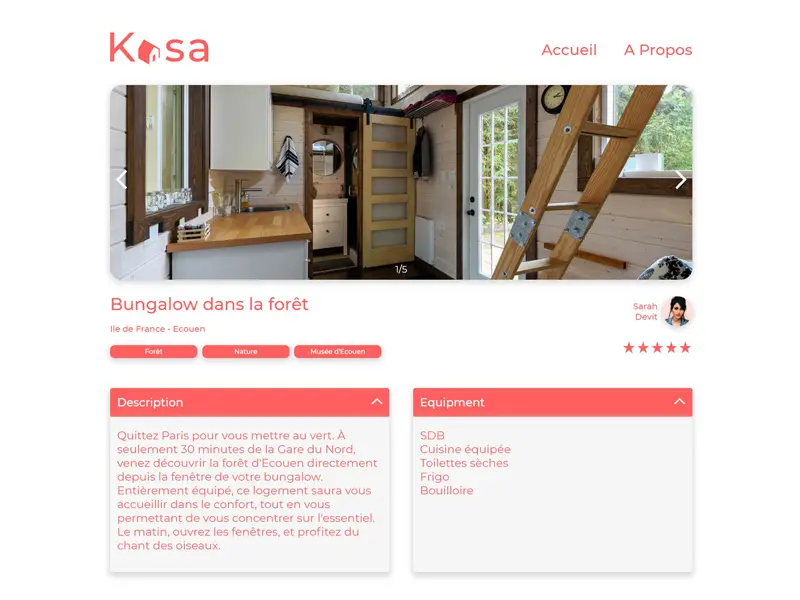 Kasa
Accueil
A Propos
1/5
Bungalow dans la forêt
Ile de France - Ecouen
Sarah
Devit
Forêt
Nature
Musée d'Ecouen
Description
Quittez Paris pour vous mettre au vert. À
seulement 30 minutes de la Gare du Nord,
venez découvrir la forêt d'Ecouen directement
depuis la fenêtre de votre bungalow.
Entièrement équipé, ce logement saura vous
accueillir dans le confort, tout en vous
permettant de vous concentrer sur l'essentiel.
Le matin, ouvrez les fenêtres, et profitez du
chant des oiseaux.
Equipment
SDB
Cuisine équipée
Toilettes sèches
Frigo
Bouilloire